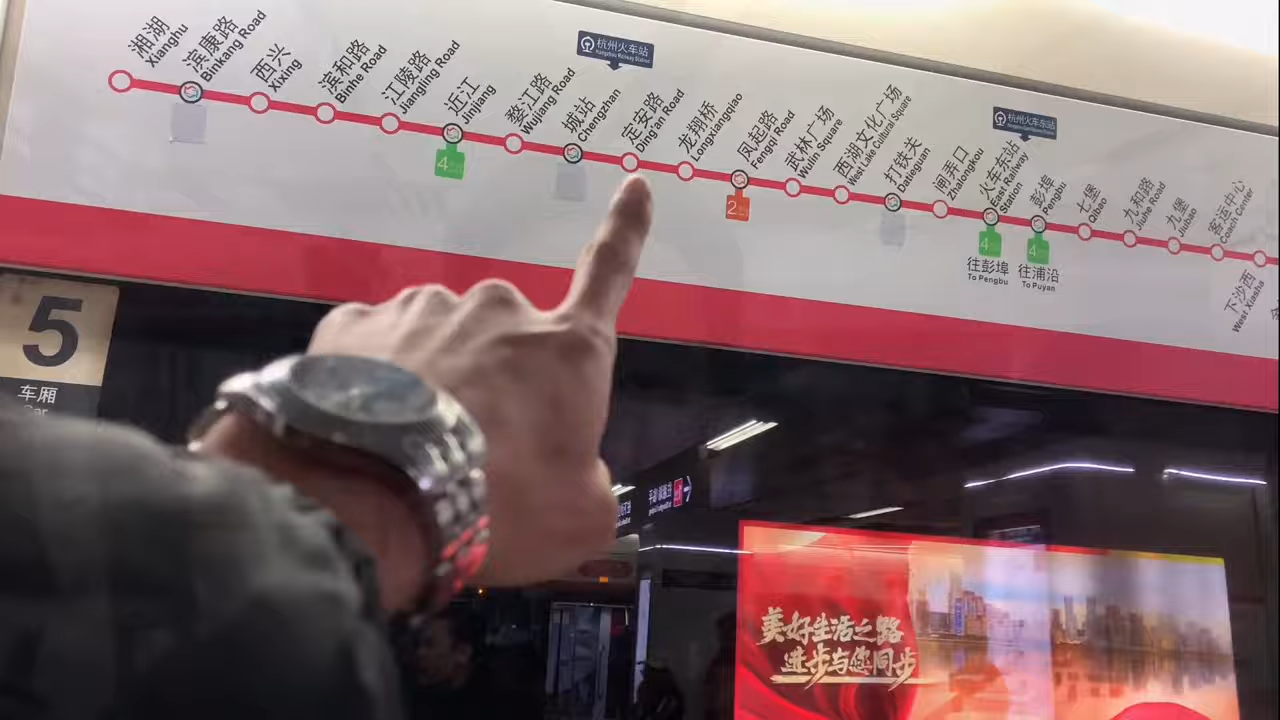 湘湖
Xianghu
滨康路
Binkang Road
西兴
Xixing
滨和路
Binhe Road
江陵路
Jiangling Road
近江
Jinjiang
4
婺江路
Wujiang Road
杭州火车站
Hangzhou Railway Station
城站
Chengzhan
定安路
Ding'an Road
龙翔桥
Longxiangqiao
凤起路
Fengqi Road
2
武林广场
Wulin Square
西湖文化广场
West Lake Cultural Square
打铁关
Datieguan
闸弄口
Zhalongkou
杭州火车东站
火车东站
East Railway
Station
4
往彭埠
To Pengbu
彭埠
Pengbu
4
往浦沿
To Puyan
七堡
Qibao
九和路
Jiuhe Road
九堡
Jiubao
客运中心
Coach Center
下沙西
West Xiasha
5
车厢
Car
美好生活之路
进步与您同步